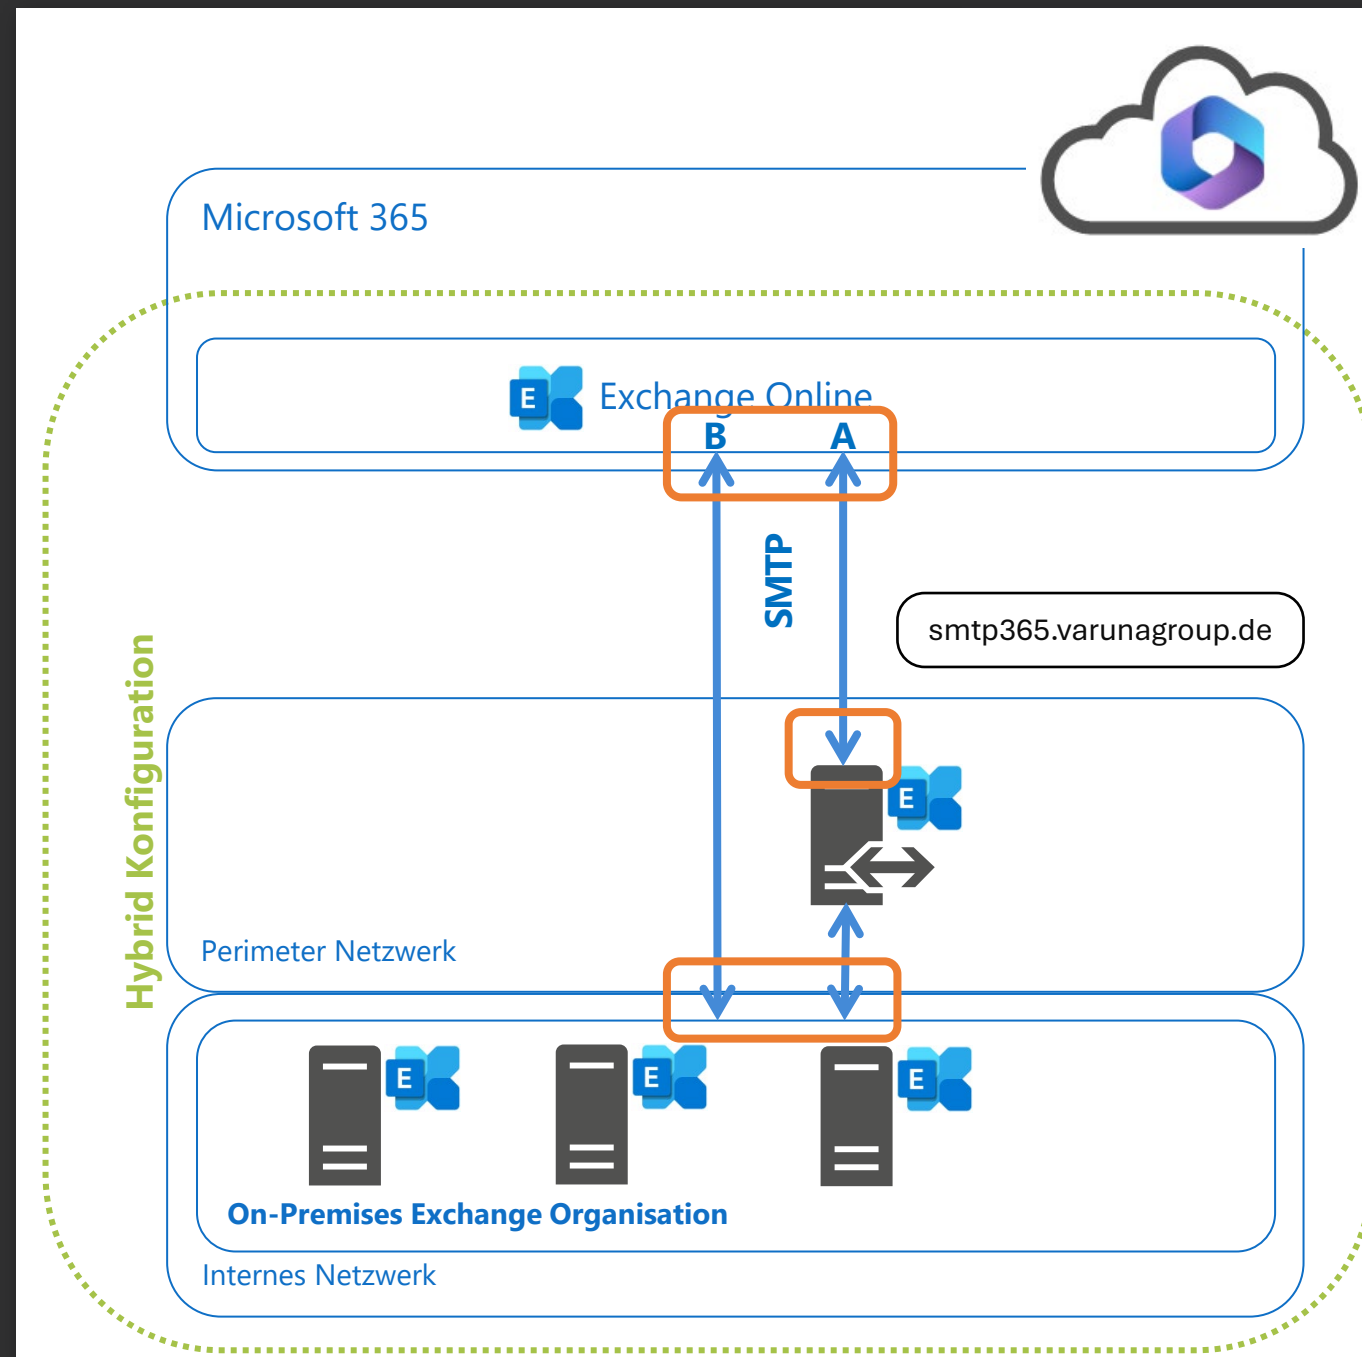 Microsoft 365
E
Exchange Online
B
A
SMTP
smtp365.varunagroup.de
Hybrid Konfiguration
E
Perimeter Netzwerk
E
E
E
On-Premises Exchange Organisation
Internes Netzwerk